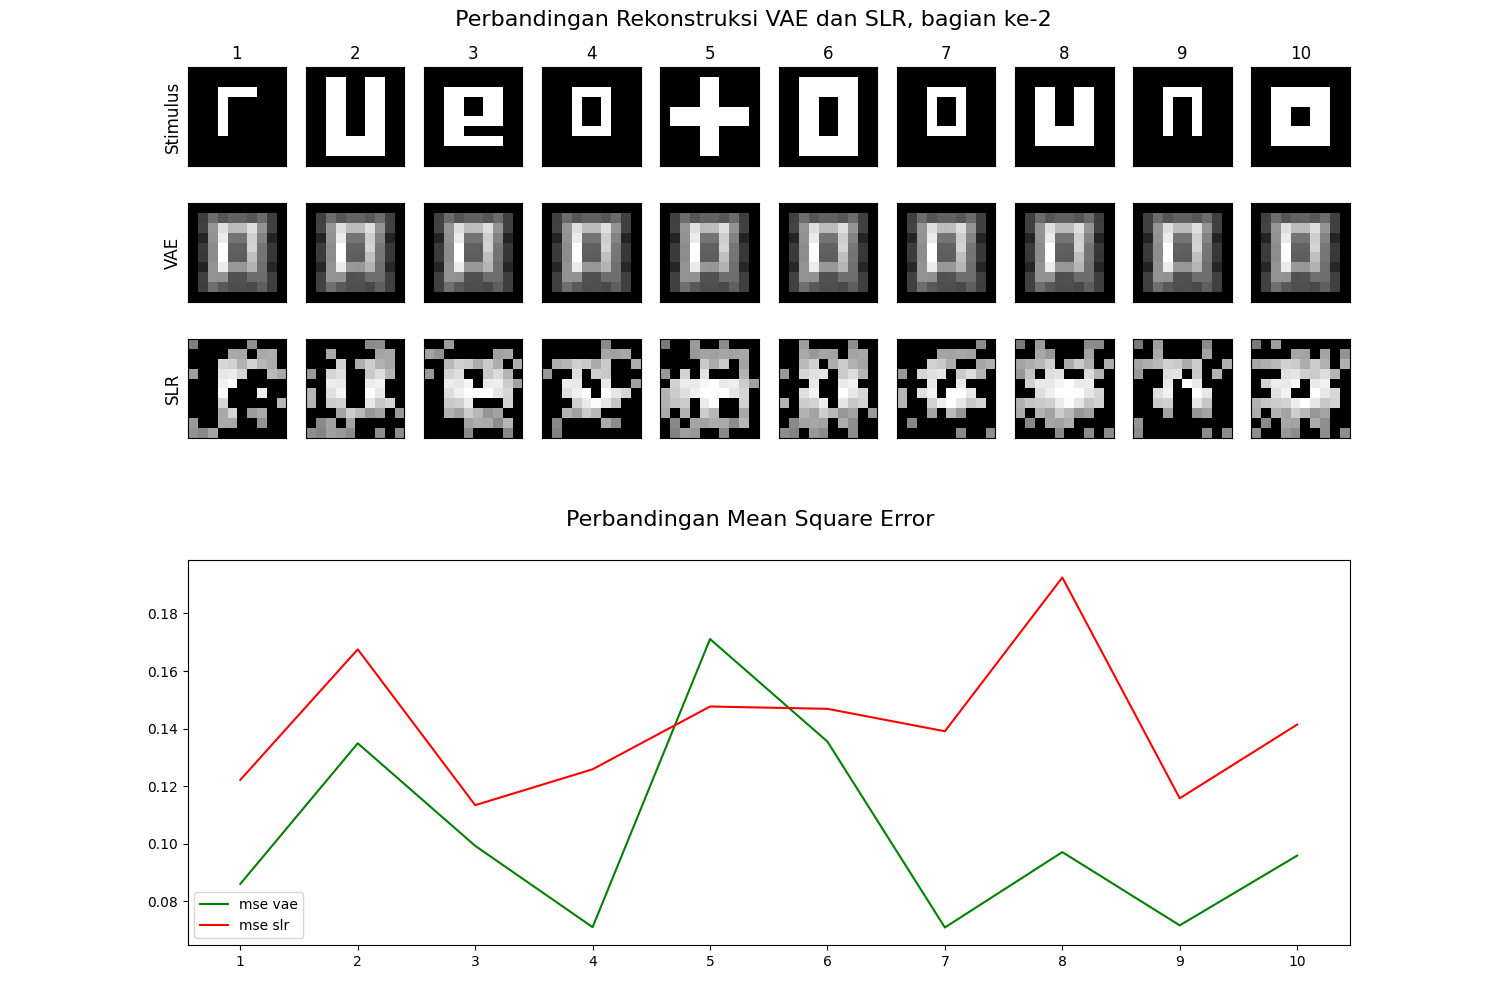 Perbandingan Rekonstruksi VAE dan SLR, bagian ke-2
1 2 3 4 5 6 7 8 9 10
Stimulus
VAE
SLR
Perbandingan Mean Square Error
0.18
0.16
0.14
0.12
0.10
0.08
mse vae
mse slr
1 2 3 4 5 6 7 8 9 10